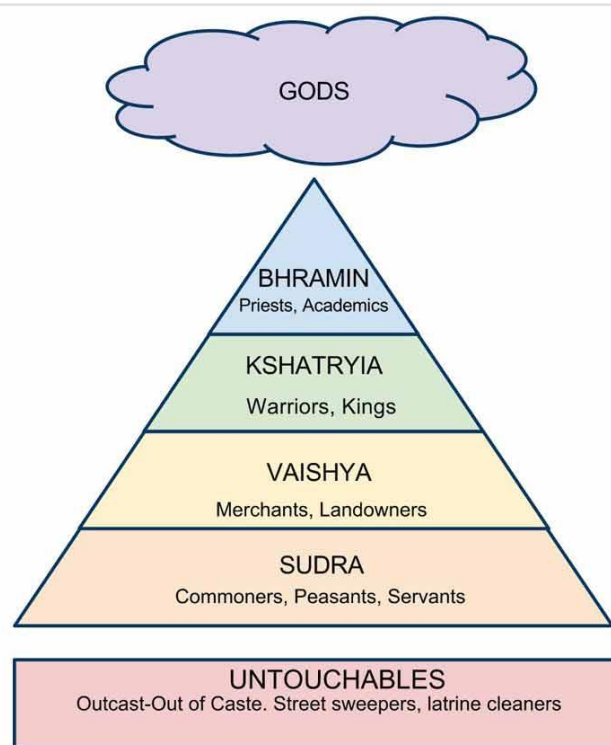 GODS
BHRAMIN
Priests, Academics
KSHATRYIA
Warriors, Kings
VAISHYA
Merchants, Landowners
SUDRA
Commoners, Peasants, Servants
UNTOUCHABLES
Outcast-Out of Caste. Street sweepers, latrine cleaners